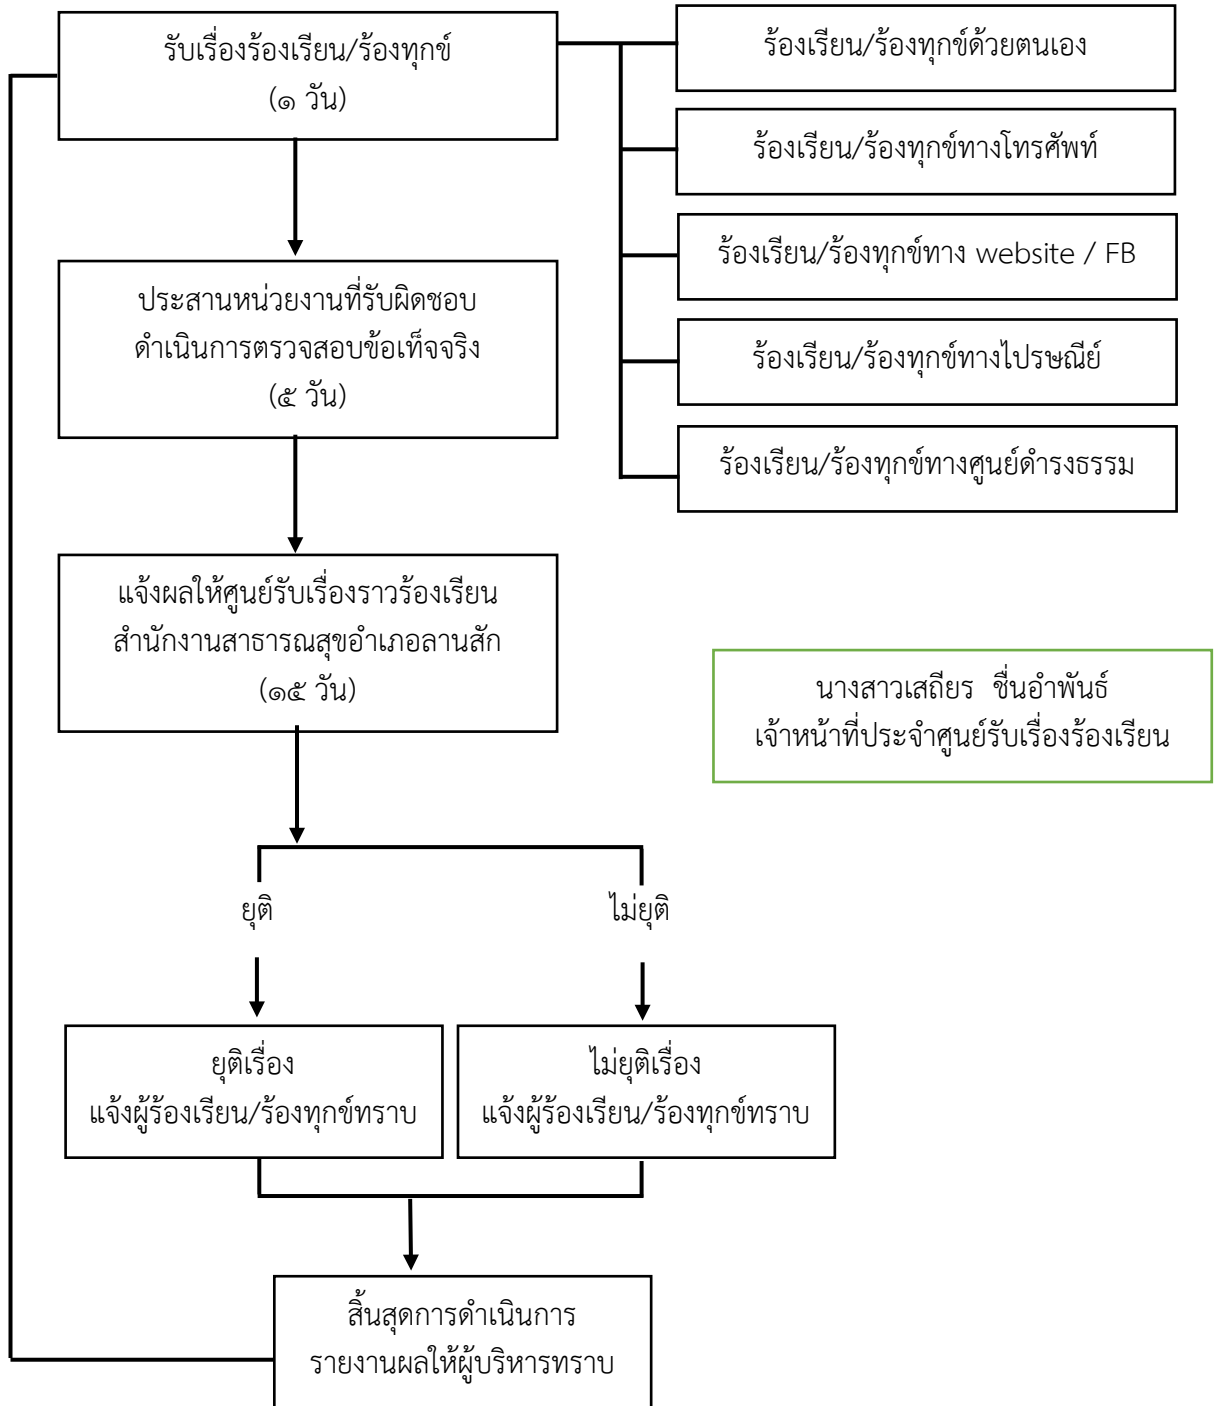 รับเรื่องร้องเรียน/ร้องทุกข์
(๑ วัน)
ร้องเรียน/ร้องทุกข์ด้วยตนเอง
ร้องเรียน/ร้องทุกข์ทางโทรศัพท์
ร้องเรียน/ร้องทุกข์ทาง website / FB
ร้องเรียน/ร้องทุกข์ทางไปรษณีย์
ร้องเรียน/ร้องทุกข์ทางศูนย์ดำรงธรรม
ประสานหน่วยงานที่รับผิดชอบ
ดำเนินการตรวจสอบข้อเท็จจริง
(๕ วัน)
แจ้งผลให้ศูนย์รับเรื่องราวร้องเรียน
สำนักงานสาธารณสุขอำเภอลานสัก
(๑๕ วัน)
นางสาวเสถียร ชื่นอำพันธ์
เจ้าหน้าที่ประจำศูนย์รับเรื่องร้องเรียน
ยุติ
ไม่ยุติ
ยุติเรื่อง
แจ้งผู้ร้องเรียน/ร้องทุกข์ทราบ
ไม่ยุติเรื่อง
แจ้งผู้ร้องเรียน/ร้องทุกข์ทราบ
สิ้นสุดการดำเนินการ
รายงานผลให้ผู้บริหารทราบ